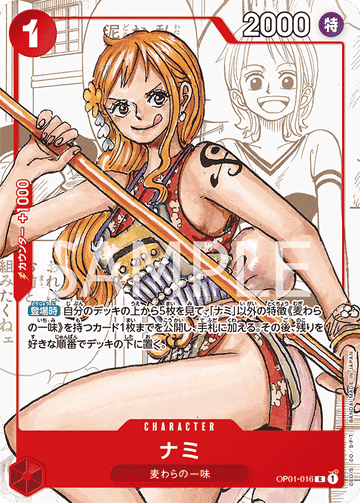 1
2000
特
カウンター +1000
SAMPLE
登場時 自分のデッキの上から5枚を見て、「ナミ」以外の特徴《麦わら
の一味》を持つカード1枚までを公開し、手札に加える。その後、残りを
好きな順番でデッキの下に置く。
CHARACTER
ナミ
麦わらの一味
OP01-016 R 1